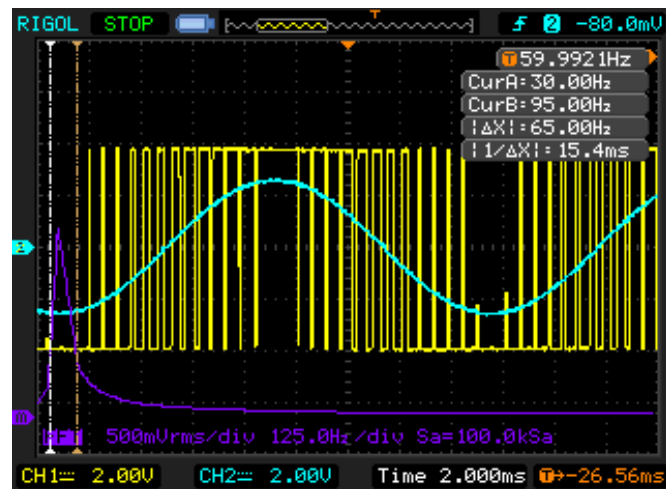 RIGOL STOP T f 2 -80.0mV
T 59.9921Hz
CurA= 30.00Hz
CurB= 95.00Hz
|ΔX|= 65.00Hz
|1/ΔX|= 15.4ms
m
500mVrms/div 125.0Hz/div Sa=100.0kSa
CH1 2.00V CH2 2.00V Time 2.000ms T→-26.56ms